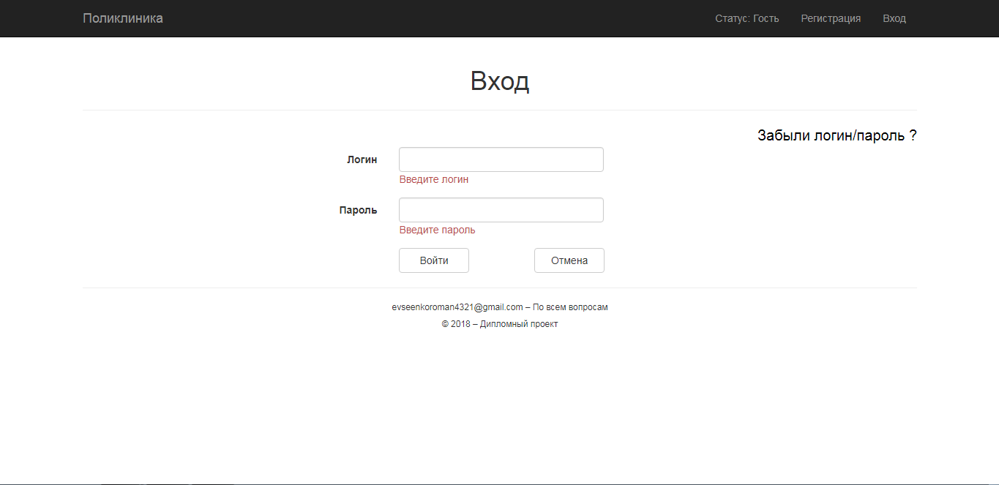 Поликлиника Статус: Гость Регистрация Вход
Вход
Забыли логин/пароль ?
Логин
Введите логин
Пароль
Введите пароль
Войти Отмена
evseenkoroman4321@gmail.com – По всем вопросам
© 2018 – Дипломный проект